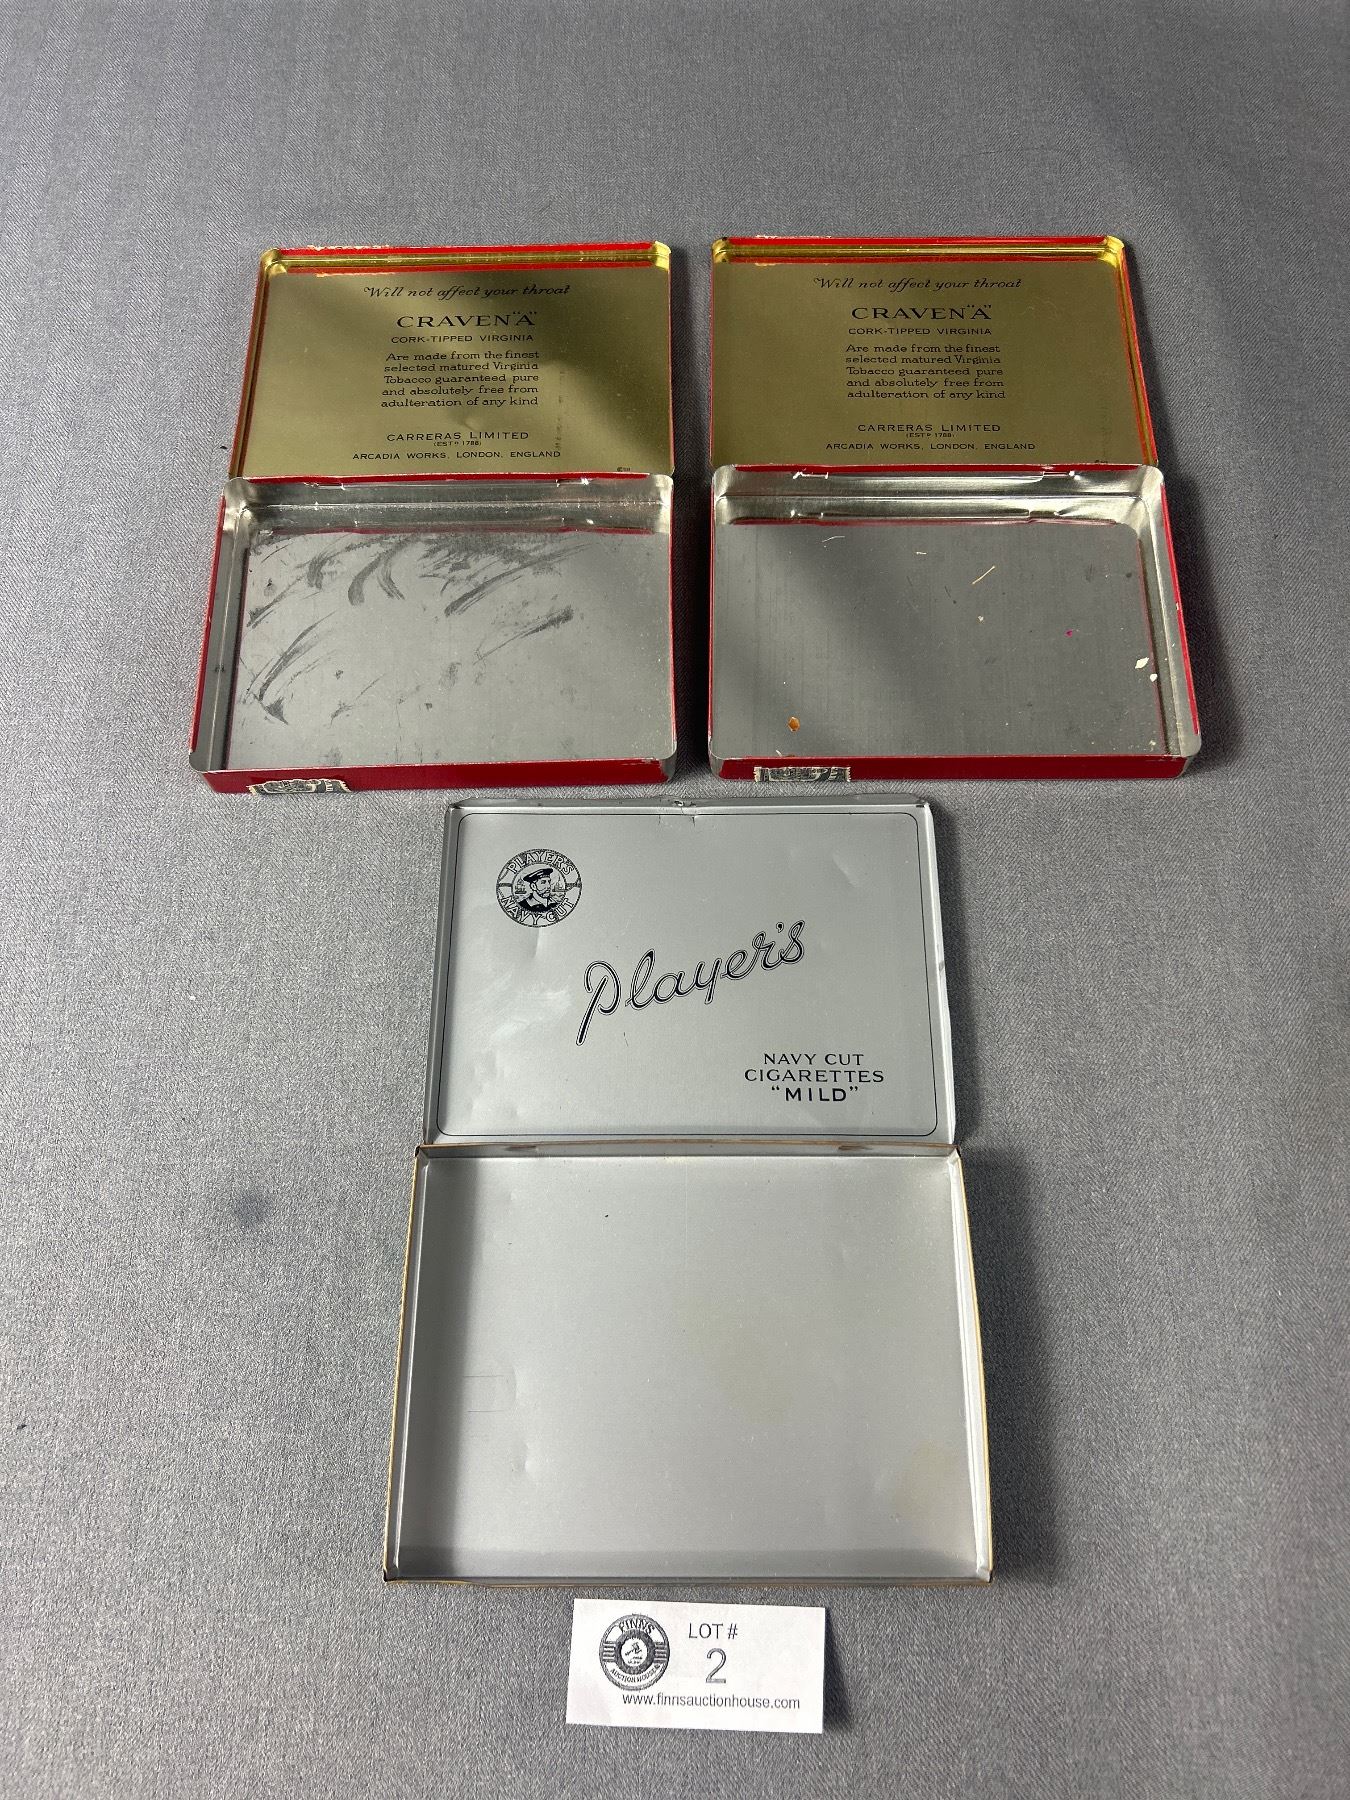 Will not affect your throat
CRAVEN "A"
CORK-TIPPED VIRGINIA
Are made from the finest
selected matured Virginia
Tobacco guaranteed pure
and absolutely free from
adulteration of any kind
CARRERAS LIMITED
(ESTD 1788)
ARCADIA WORKS, LONDON, ENGLAND
Will not affect your throat
CRAVEN "A"
CORK-TIPPED VIRGINIA
Are made from the finest
selected matured Virginia
Tobacco guaranteed pure
and absolutely free from
adulteration of any kind
CARRERAS LIMITED
(ESTD 1788)
ARCADIA WORKS, LONDON, ENGLAND
PLAYER'S
NAVY CUT
Player's
NAVY CUT
CIGARETTES
"MILD"
FINNS
AUCTION HOUSE
LOT #
2
www.finnsauctionhouse.com